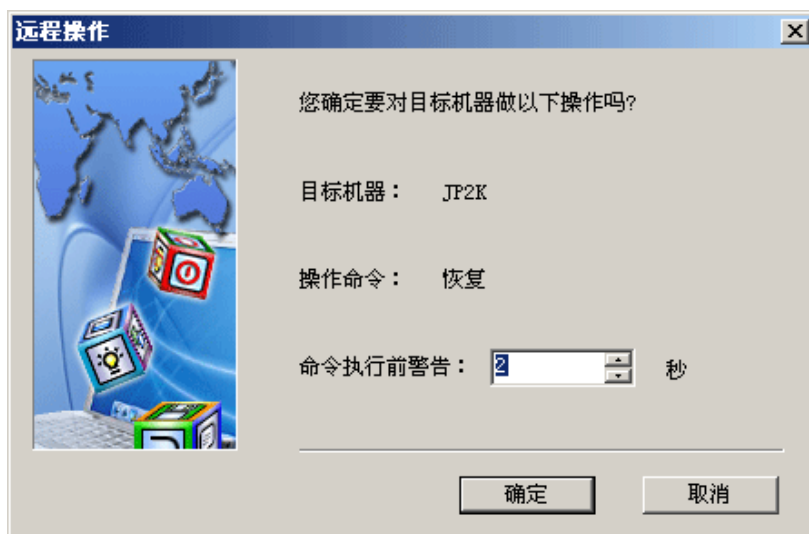 远程操作
您确定要对目标机器做以下操作吗?
目标机器： JP2K
操作命令： 恢复
命令执行前警告： 2 秒
确定 取消